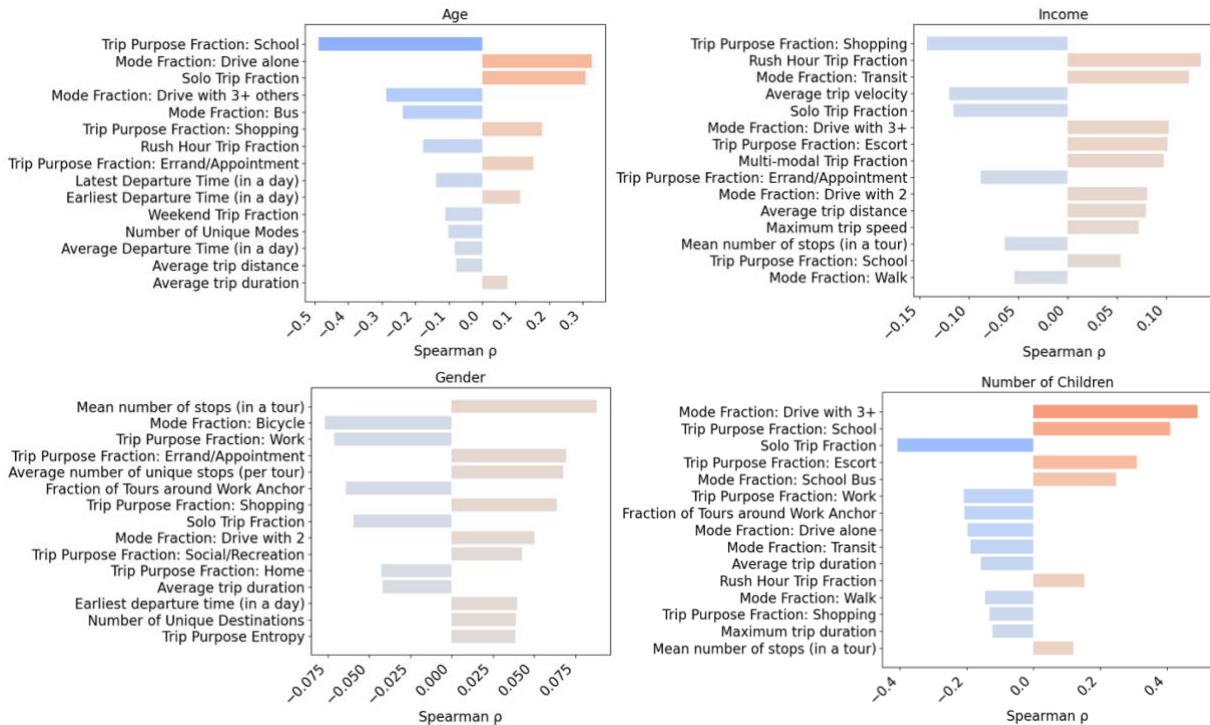 Age
Trip Purpose Fraction: School
Mode Fraction: Drive alone
Solo Trip Fraction
Mode Fraction: Drive with 3+ others
Mode Fraction: Bus
Trip Purpose Fraction: Shopping
Rush Hour Trip Fraction
Trip Purpose Fraction: Errand/Appointment
Latest Departure Time (in a day)
Earliest Departure Time (in a day)
Weekend Trip Fraction
Number of Unique Modes
Average Departure Time (in a day)
Average trip distance
Average trip duration
−0.5 −0.4 −0.3 −0.2 −0.1 0.0 0.1 0.2 0.3
Spearman ρ
Income
Trip Purpose Fraction: Shopping
Rush Hour Trip Fraction
Mode Fraction: Transit
Average trip velocity
Solo Trip Fraction
Mode Fraction: Drive with 3+
Trip Purpose Fraction: Escort
Multi-modal Trip Fraction
Trip Purpose Fraction: Errand/Appointment
Mode Fraction: Drive with 2
Average trip distance
Maximum trip speed
Mean number of stops (in a tour)
Trip Purpose Fraction: School
Mode Fraction: Walk
−0.15 −0.10 −0.05 0.00 0.05 0.10
Spearman ρ
Gender
Mean number of stops (in a tour)
Mode Fraction: Bicycle
Trip Purpose Fraction: Work
Trip Purpose Fraction: Errand/Appointment
Average number of unique stops (per tour)
Fraction of Tours around Work Anchor
Trip Purpose Fraction: Shopping
Solo Trip Fraction
Mode Fraction: Drive with 2
Trip Purpose Fraction: Social/Recreation
Trip Purpose Fraction: Home
Average trip duration
Earliest departure time (in a day)
Number of Unique Destinations
Trip Purpose Entropy
−0.075 −0.050 −0.025 0.000 0.025 0.050 0.075
Spearman ρ
Number of Children
Mode Fraction: Drive with 3+
Trip Purpose Fraction: School
Solo Trip Fraction
Trip Purpose Fraction: Escort
Mode Fraction: School Bus
Trip Purpose Fraction: Work
Fraction of Tours around Work Anchor
Mode Fraction: Drive alone
Mode Fraction: Transit
Average trip duration
Rush Hour Trip Fraction
Mode Fraction: Walk
Trip Purpose Fraction: Shopping
Maximum trip duration
Mean number of stops (in a tour)
−0.4 −0.2 0.0 0.2 0.4
Spearman ρ